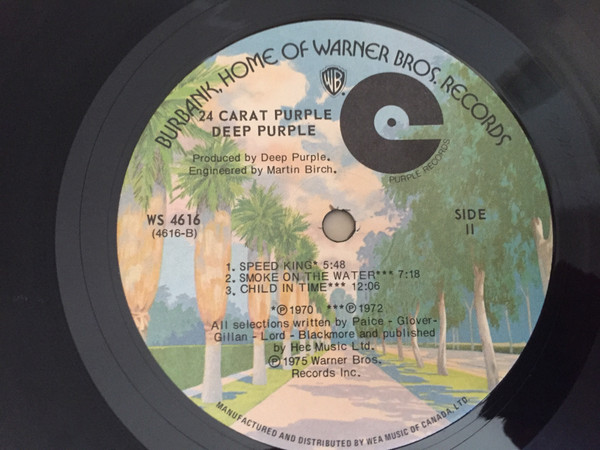 BURBANK, HOME OF WARNER BROS. RECORDS
WB
24 CARAT PURPLE
DEEP PURPLE
PURPLE RECORDS
Produced by Deep Purple.
Engineered by Martin Birch.
WS 4616
(4616-B)
SIDE
II
1. SPEED KING* 5:48
2. SMOKE ON THE WATER*** 7:18
3. CHILD IN TIME*** 12:06
*Ⓟ1970 ***Ⓟ1972
All selections written by Paice - Glover-
Gillan - Lord - Blackmore and published
by Hec Music Ltd.
Ⓟ1975 Warner Bros.
Records Inc.
MANUFACTURED AND DISTRIBUTED BY WEA MUSIC OF CANADA, LTD.